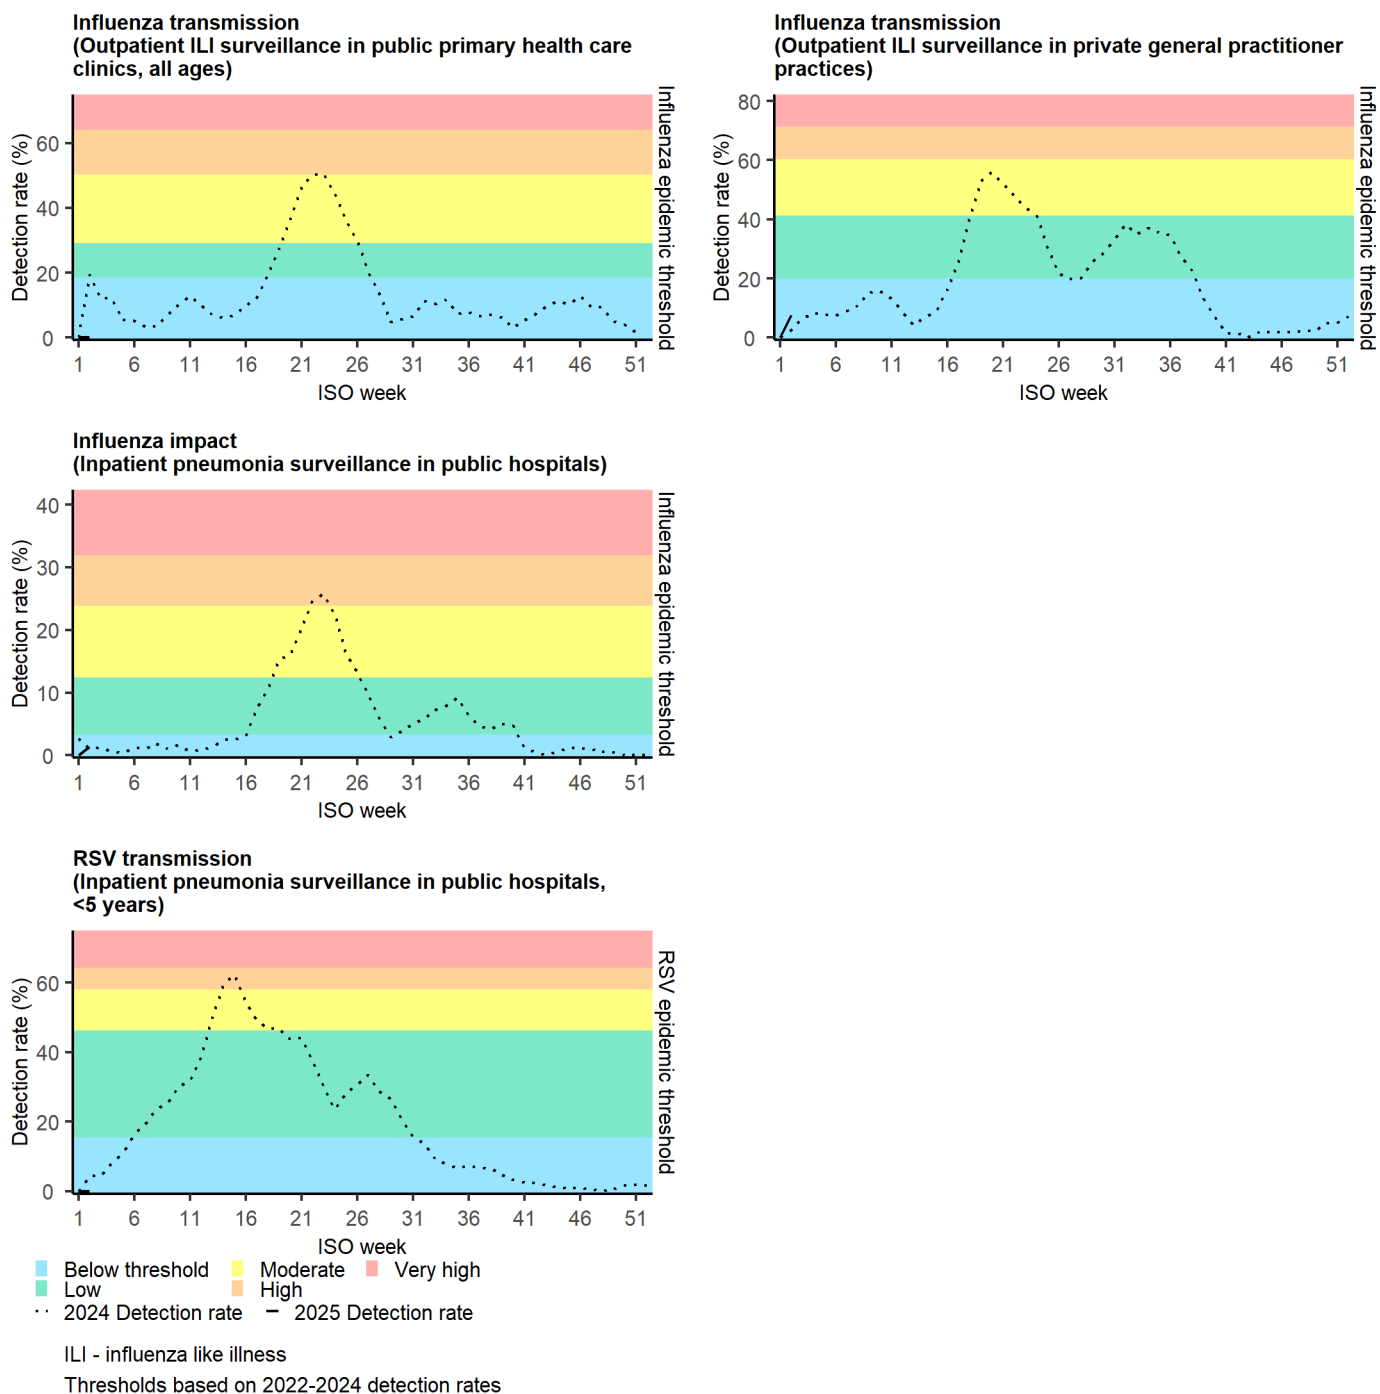 Influenza transmission
(Outpatient ILI surveillance in public primary health care
clinics, all ages)
Detection rate (%)
60
40
20
0
1 6 11 16 21 26 31 36 41 46 51
ISO week
Influenza epidemic threshold
Influenza transmission
(Outpatient ILI surveillance in private general practitioner
practices)
Detection rate (%)
80
60
40
20
0
1 6 11 16 21 26 31 36 41 46 51
ISO week
Influenza epidemic threshold
Influenza impact
(Inpatient pneumonia surveillance in public hospitals)
Detection rate (%)
40
30
20
10
0
1 6 11 16 21 26 31 36 41 46 51
ISO week
Influenza epidemic threshold
RSV transmission
(Inpatient pneumonia surveillance in public hospitals,
<5 years)
Detection rate (%)
60
40
20
0
1 6 11 16 21 26 31 36 41 46 51
ISO week
RSV epidemic threshold
Below threshold Moderate Very high
Low High
2024 Detection rate 2025 Detection rate
ILI - influenza like illness
Thresholds based on 2022-2024 detection rates